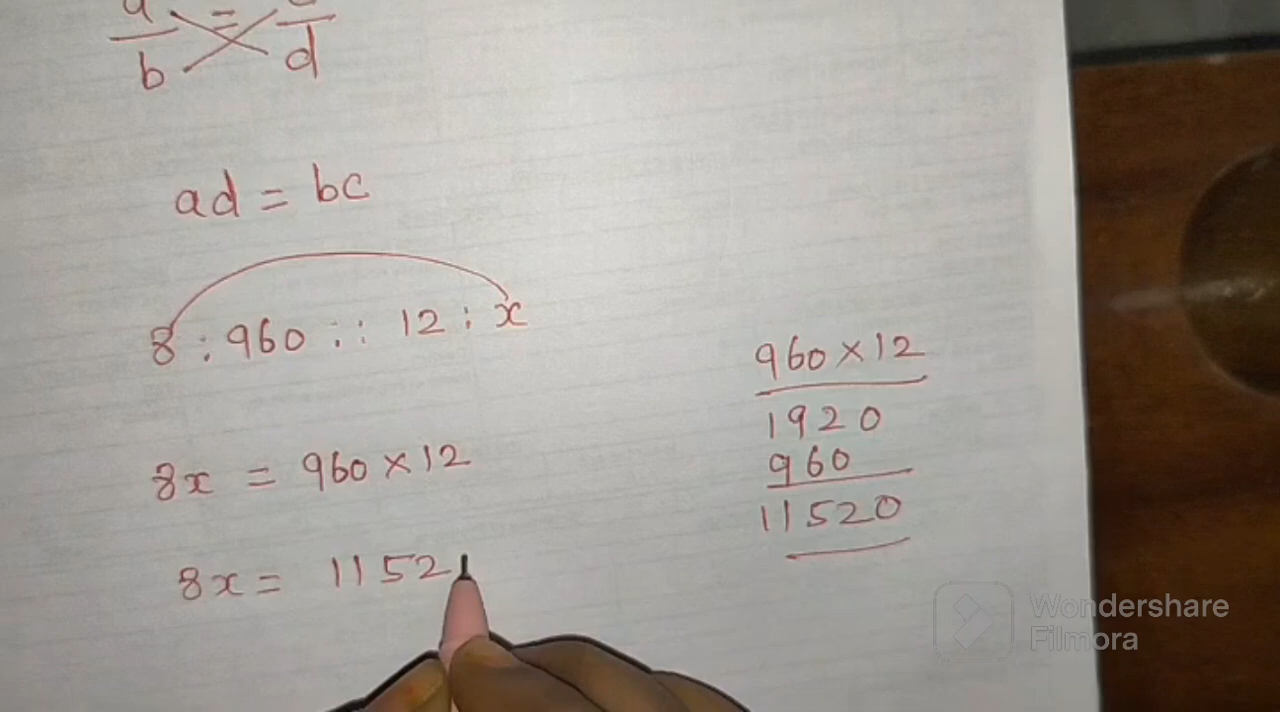 a = c
b d
ad = bc
8 : 960 :: 12 : x
8x = 960 × 12
8x = 1152
960 × 12
1920
960
11520
Wondershare
Filmora